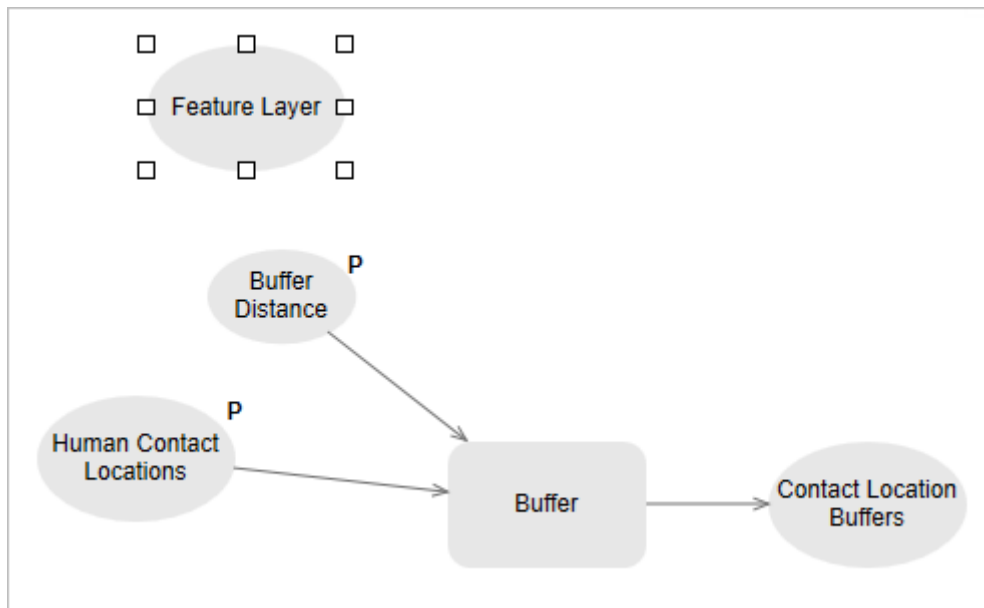 Feature Layer
P
Buffer
Distance
P
Human Contact
Locations
Buffer
Contact Location
Buffers